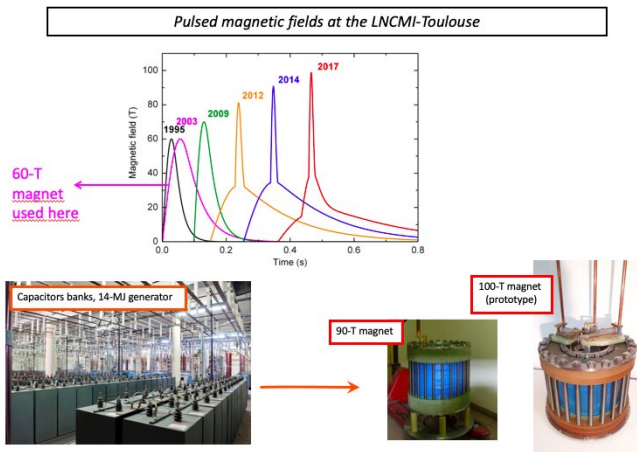 Pulsed magnetic fields at the LNCMI-Toulouse
Magnetic field (T)
100
80
60
40
20
0
1995
2003
2009
2012
2014
2017
0.0
0.2
0.4
0.6
0.8
Time (s)
60-T
magnet
used here
Capacitors banks, 14-MJ generator
90-T magnet
100-T magnet
(prototype)